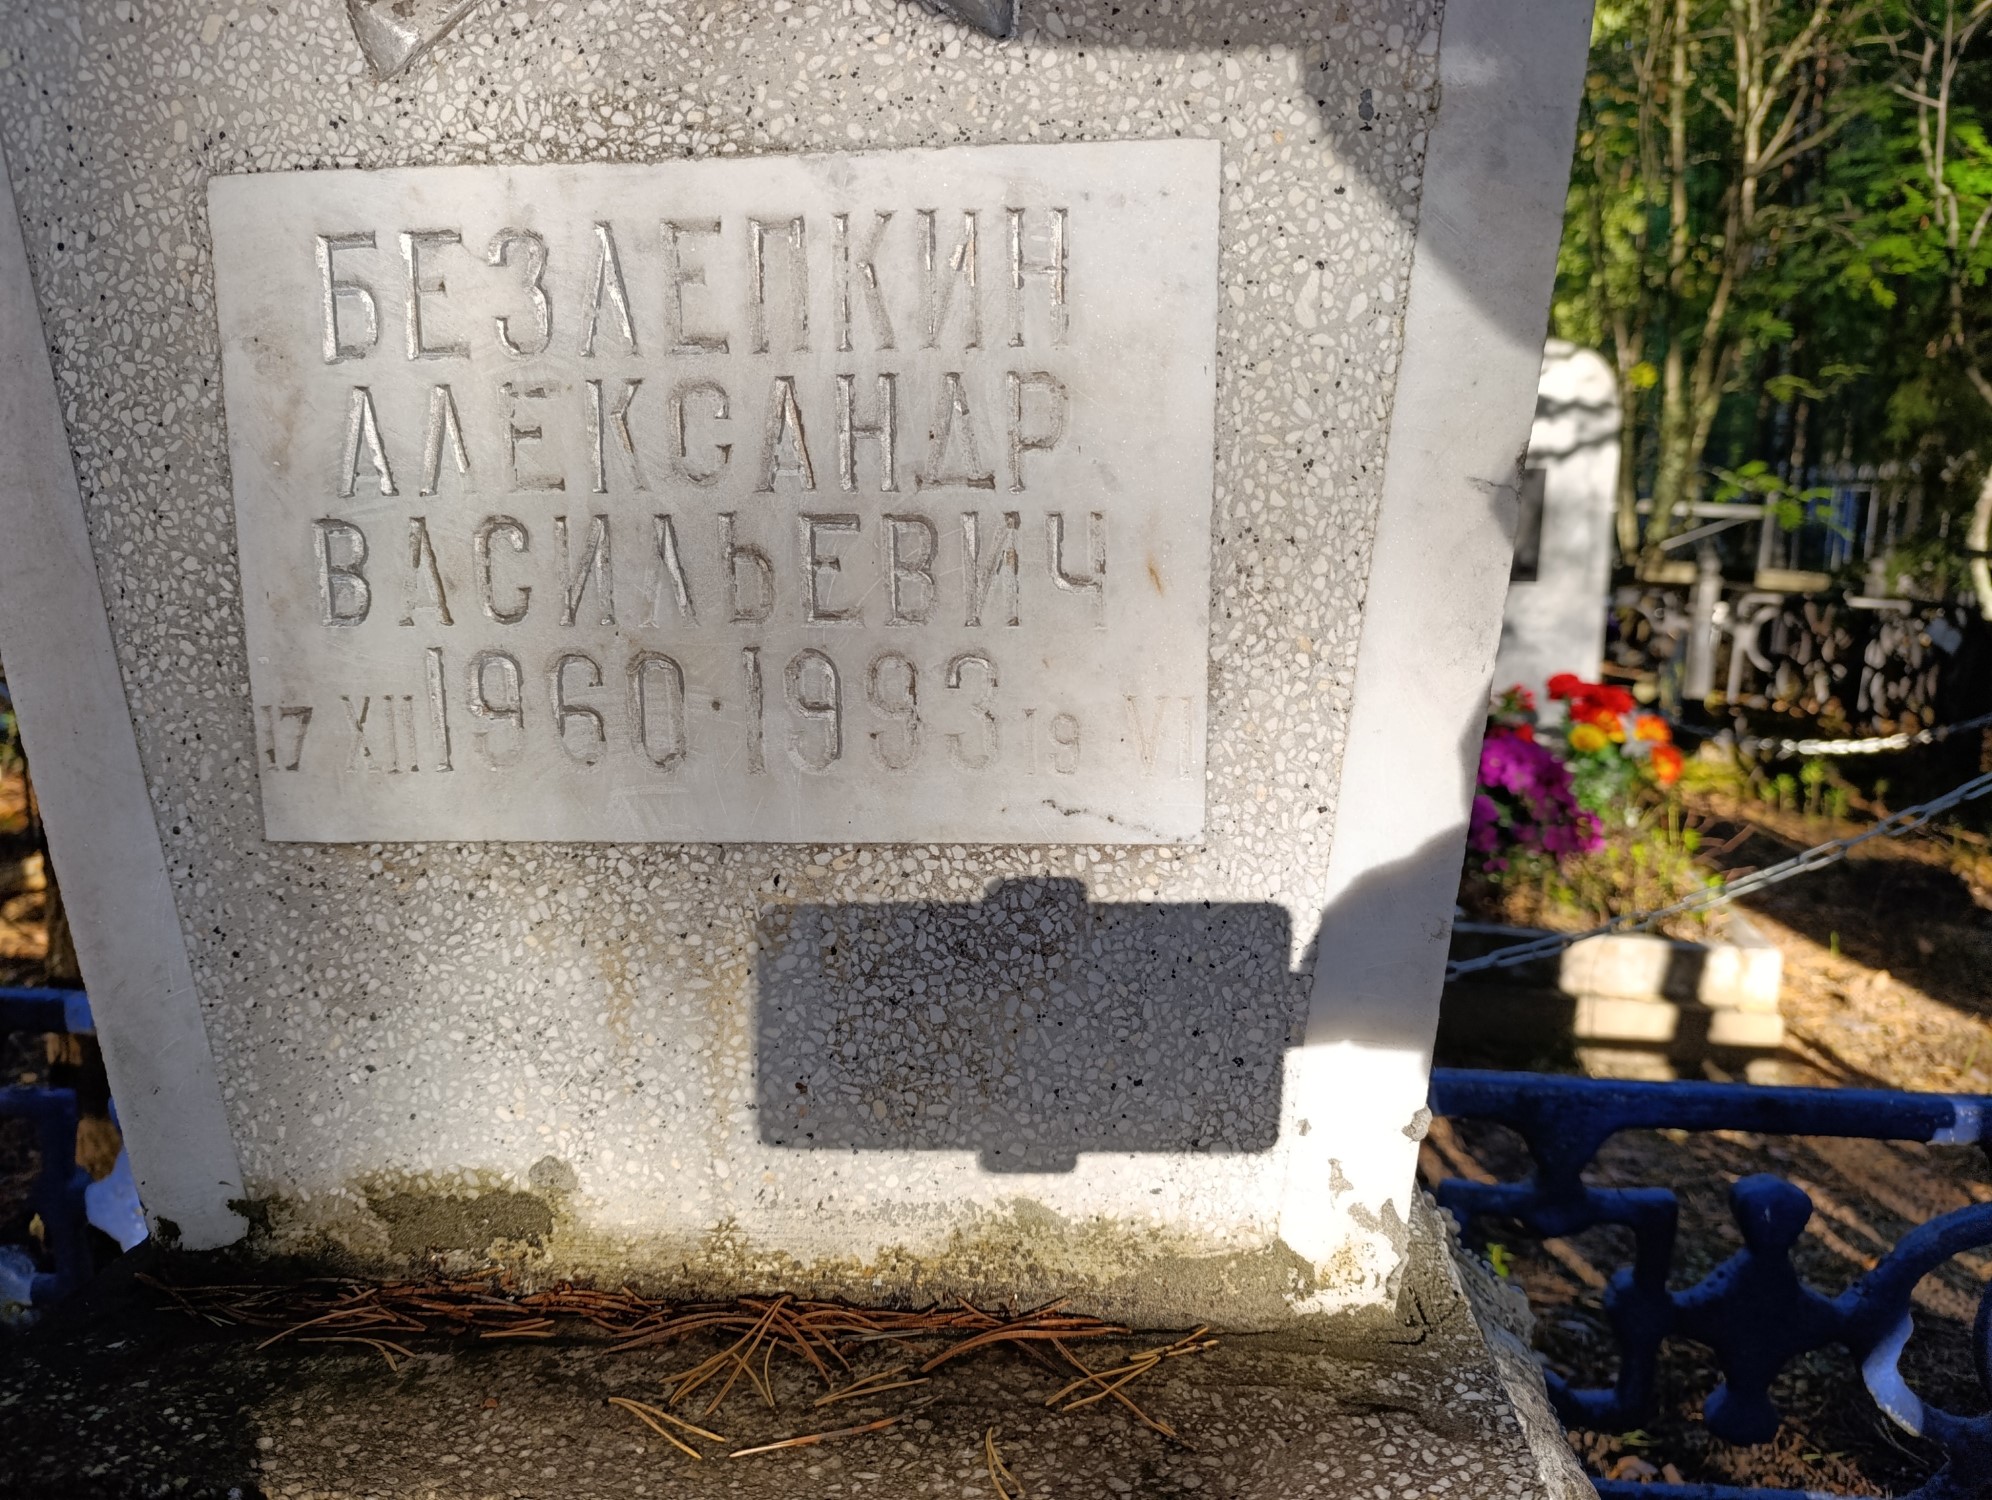 БЕЗЛЕПКИН
АЛЕКСАНДР
ВАСИЛЬЕВИЧ
17 XII 1960 · 1993 19 VI